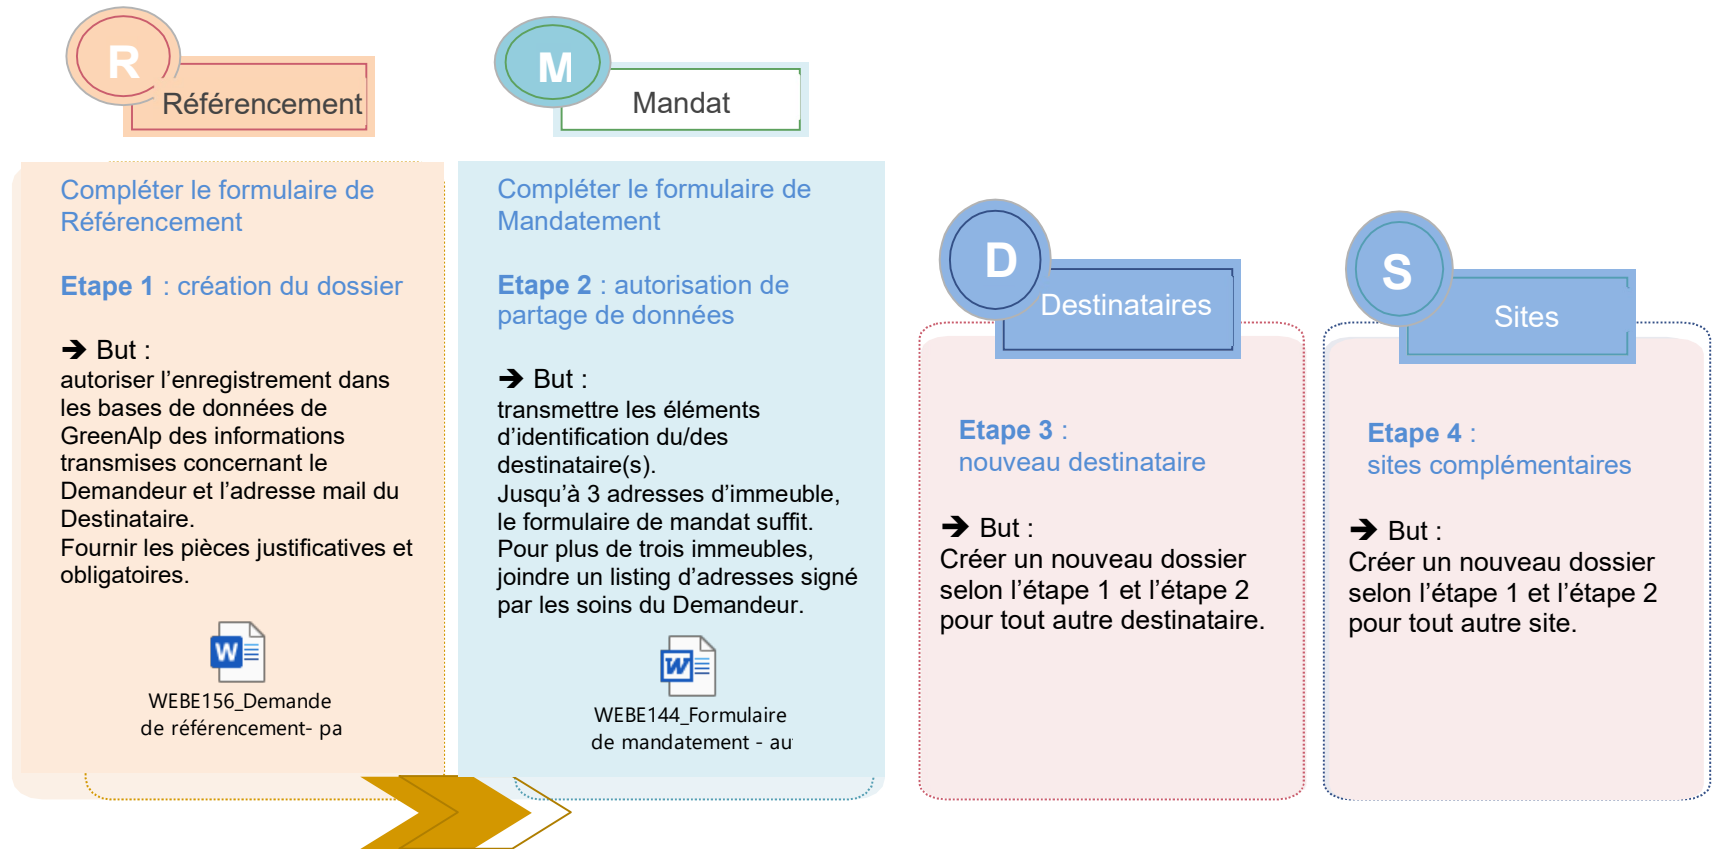 R
Référencement
Compléter le formulaire de
Référencement
Etape 1 : création du dossier
➔ But :
autoriser l’enregistrement dans
les bases de données de
GreenAlp des informations
transmises concernant le
Demandeur et l’adresse mail du
Destinataire.
Fournir les pièces justificatives et
obligatoires.
WEBE156_Demande
de référencement- pa
M
Mandat
Compléter le formulaire de
Mandatement
Etape 2 : autorisation de
partage de données
➔ But :
transmettre les éléments
d’identification du/des
destinataire(s).
Jusqu’à 3 adresses d’immeuble,
le formulaire de mandat suffit.
Pour plus de trois immeubles,
joindre un listing d’adresses signé
par les soins du Demandeur.
WEBE144_Formulaire
de mandatement - au
D
Destinataires
Etape 3 :
nouveau destinataire
➔ But :
Créer un nouveau dossier
selon l’étape 1 et l’étape 2
pour tout autre destinataire.
S
Sites
Etape 4 :
sites complémentaires
➔ But :
Créer un nouveau dossier
selon l’étape 1 et l’étape 2
pour tout autre site.